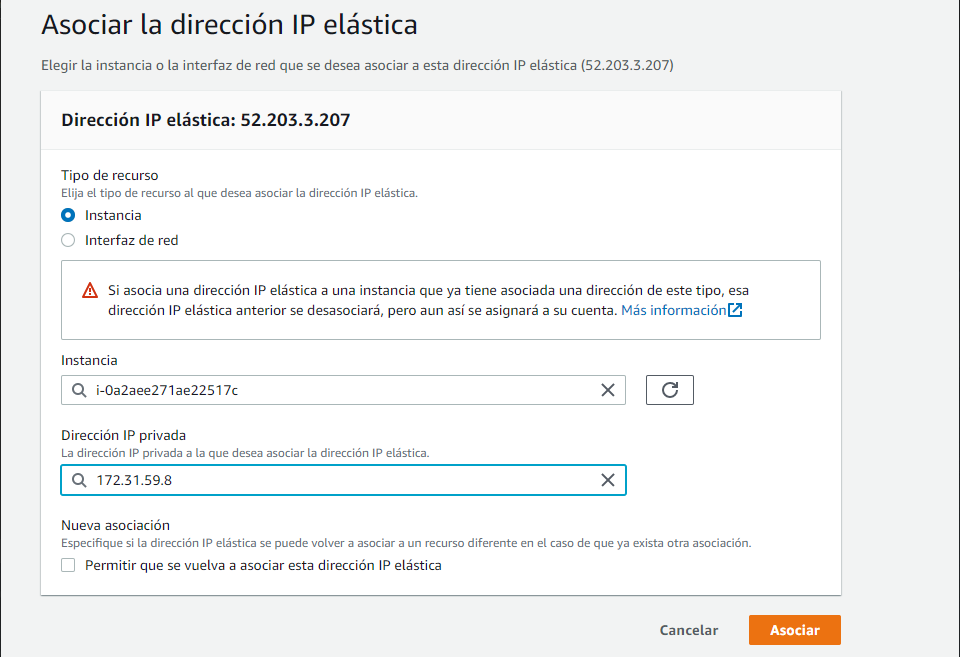 Asociar la dirección IP elástica
Elegir la instancia o la interfaz de red que se desea asociar a esta dirección IP elástica (52.203.3.207)
Dirección IP elástica: 52.203.3.207
Tipo de recurso
Elija el tipo de recurso al que desea asociar la dirección IP elástica.
Instancia
Interfaz de red
Si asocia una dirección IP elástica a una instancia que ya tiene asociada una dirección de este tipo, esa
dirección IP elástica anterior se desasociará, pero aun así se asignará a su cuenta. Más información
Instancia
i-0a2aee271ae22517c
Dirección IP privada
La dirección IP privada a la que desea asociar la dirección IP elástica.
172.31.59.8
Nueva asociación
Especifique si la dirección IP elástica se puede volver a asociar a un recurso diferente en el caso de que ya exista otra asociación.
Permitir que se vuelva a asociar esta dirección IP elástica
Cancelar Asociar